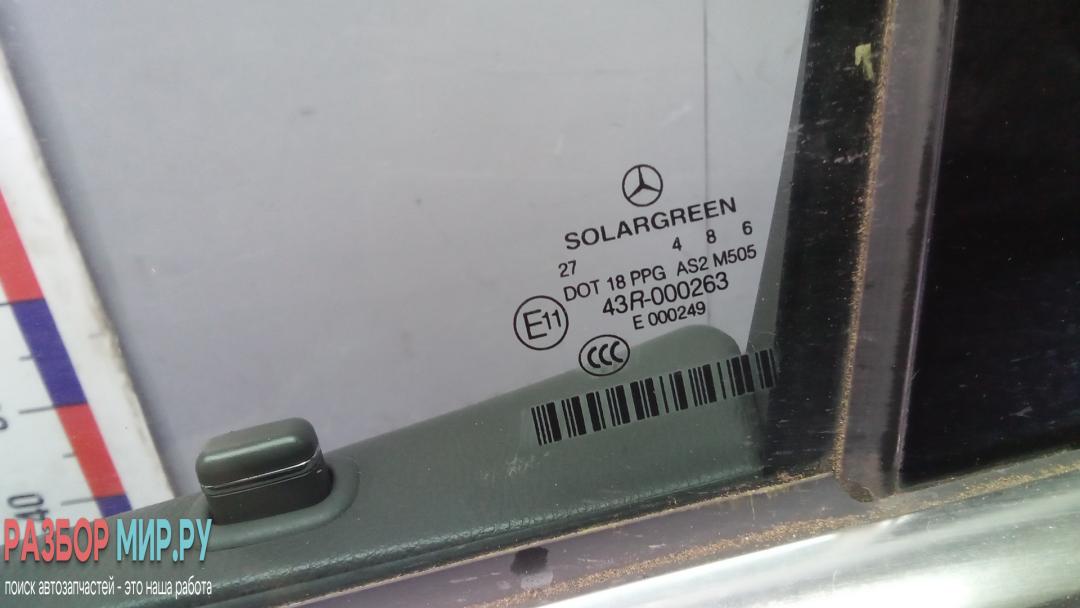 SOLARGREEN
27 4 8 6
DOT 18 PPG AS2 M505
43R-000263
E11
E 000249
CCC
40
РАЗБОР МИР.РУ
поиск автозапчастей - это наша работа